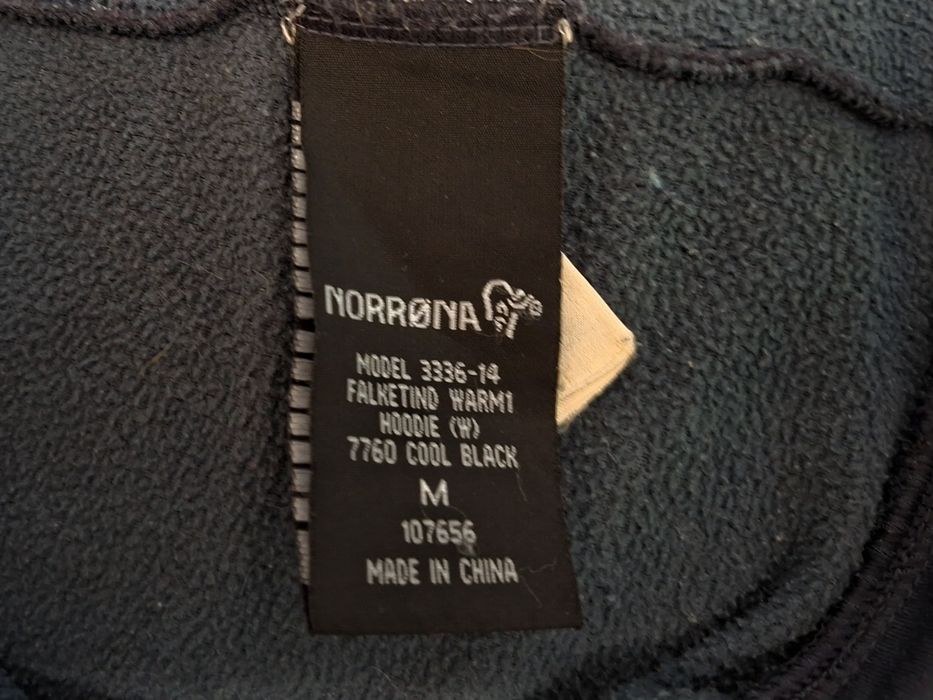 NORRØNA
MODEL 3336-14
FALKETIND WARM1
HOODIE (W)
7760 COOL BLACK
M
107656
MADE IN CHINA